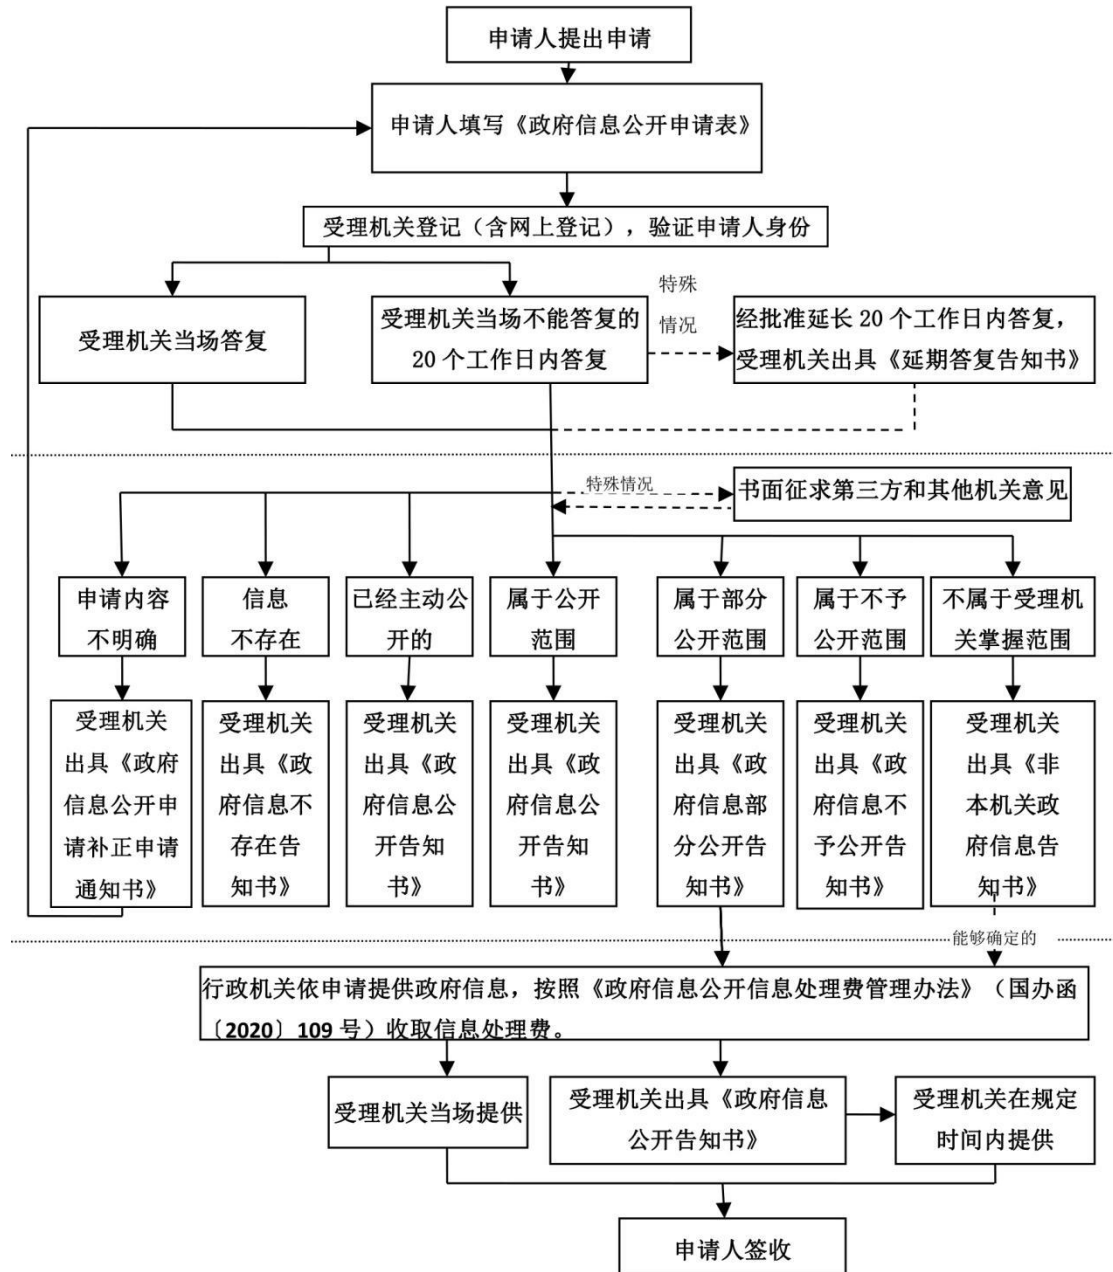 申请人提出申请
申请人填写《政府信息公开申请表》
受理机关登记（含网上登记），验证申请人身份
受理机关当场答复
受理机关当场不能答复的
20 个工作日内答复
特殊
情况
经批准延长 20 个工作日内答复，
受理机关出具《延期答复告知书》
特殊情况
书面征求第三方和其他机关意见
申请内容
不明确
信息
不存在
已经主动公
开的
属于公开
范围
属于部分
公开范围
属于不予
公开范围
不属于受理机
关掌握范围
受理机关
出具《政府
信息公开申
请补正申请
通知书》
受理机关
出具《政
府信息不
存在告
知书》
受理机关
出具《政
府信息公
开告知
书》
受理机关
出具《政
府信息公
开告知
书》
受理机关
出具《政
府信息部
分公开告
知书》
受理机关
出具《政
府信息不
予公开告
知书》
受理机关
出具《非
本机关政
府信息告
知书》
能够确定的
行政机关依申请提供政府信息，按照《政府信息公开信息处理费管理办法》（国办函
〔2020〕109 号）收取信息处理费。
受理机关当场提供
受理机关出具《政府信息
公开告知书》
受理机关在规定
时间内提供
申请人签收